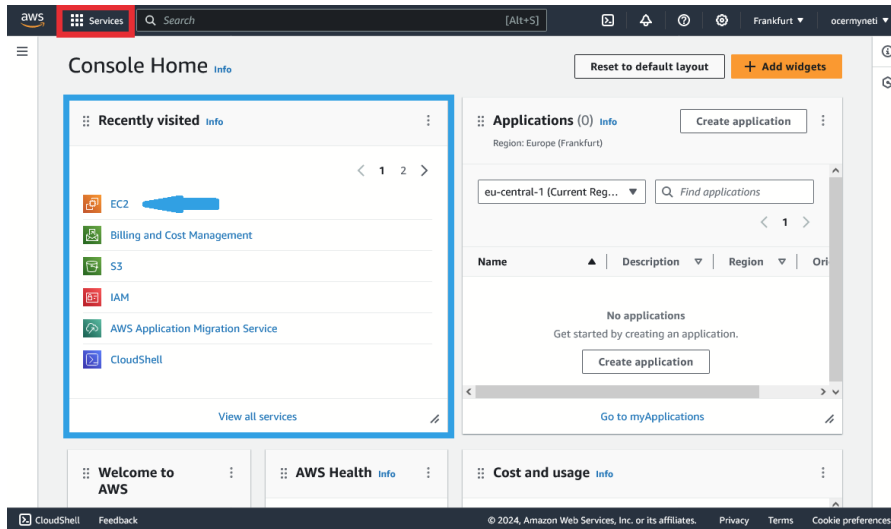 aws
Services
Search
[Alt+S]
Frankfurt
ocermyneti
Console Home Info
Reset to default layout
Add widgets
Recently visited Info
1 2
EC2
Billing and Cost Management
S3
IAM
AWS Application Migration Service
CloudShell
View all services
Applications (0) Info
Region: Europe (Frankfurt)
Create application
eu-central-1 (Current Reg...
Find applications
1
Name Description Region Ori
No applications
Get started by creating an application.
Create application
Go to myApplications
Welcome to
AWS
AWS Health Info
Cost and usage Info
CloudShell Feedback © 2024, Amazon Web Services, Inc. or its affiliates. Privacy Terms Cookie preferences